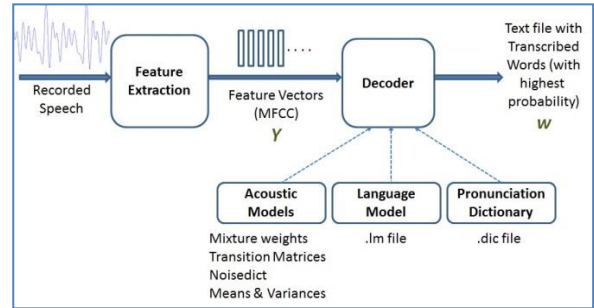 Recorded
Speech
Feature
Extraction
. . . .
Feature Vectors
(MFCC)
Y
Decoder
Text file with
Transcribed
Words (with
highest
probability)
w
Acoustic
Models
Mixture weights
Transition Matrices
Noisedict
Means & Variances
Language
Model
.lm file
Pronunciation
Dictionary
.dic file